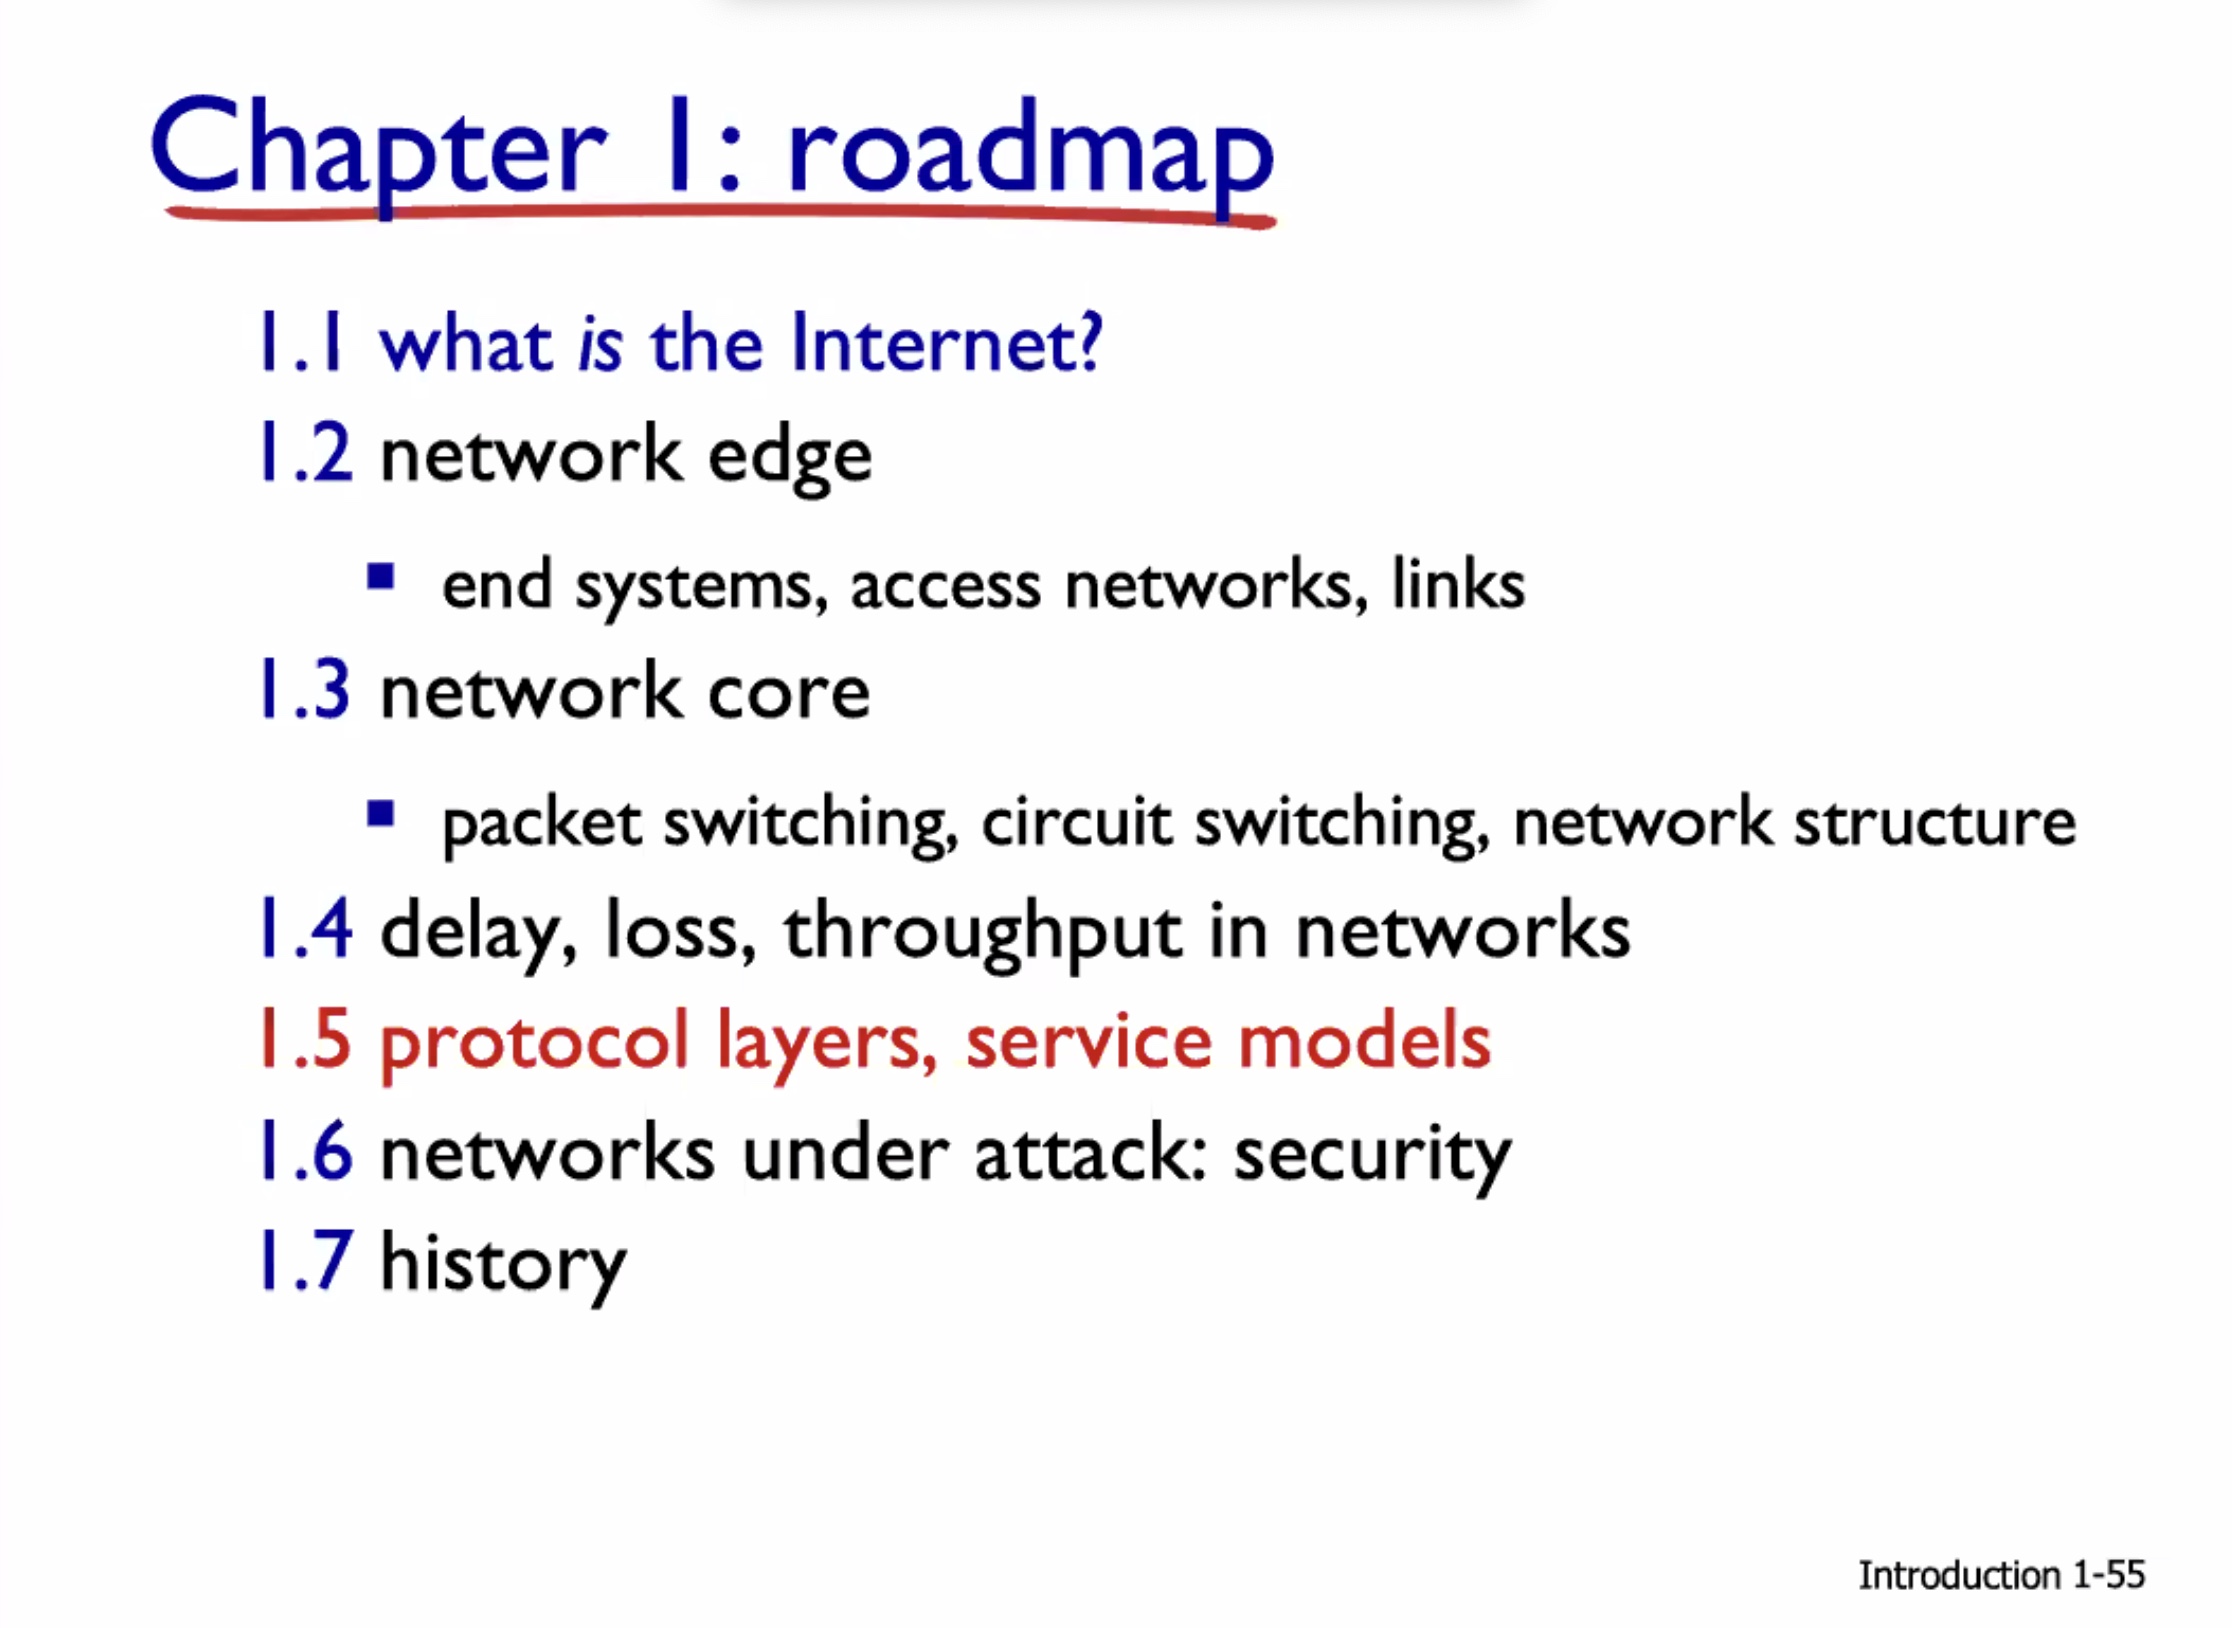 Chapter 1: roadmap
1.1 what is the Internet?
1.2 network edge
■ end systems, access networks, links
1.3 network core
■ packet switching, circuit switching, network structure
1.4 delay, loss, throughput in networks
1.5 protocol layers, service models
1.6 networks under attack: security
1.7 history
Introduction 1-55